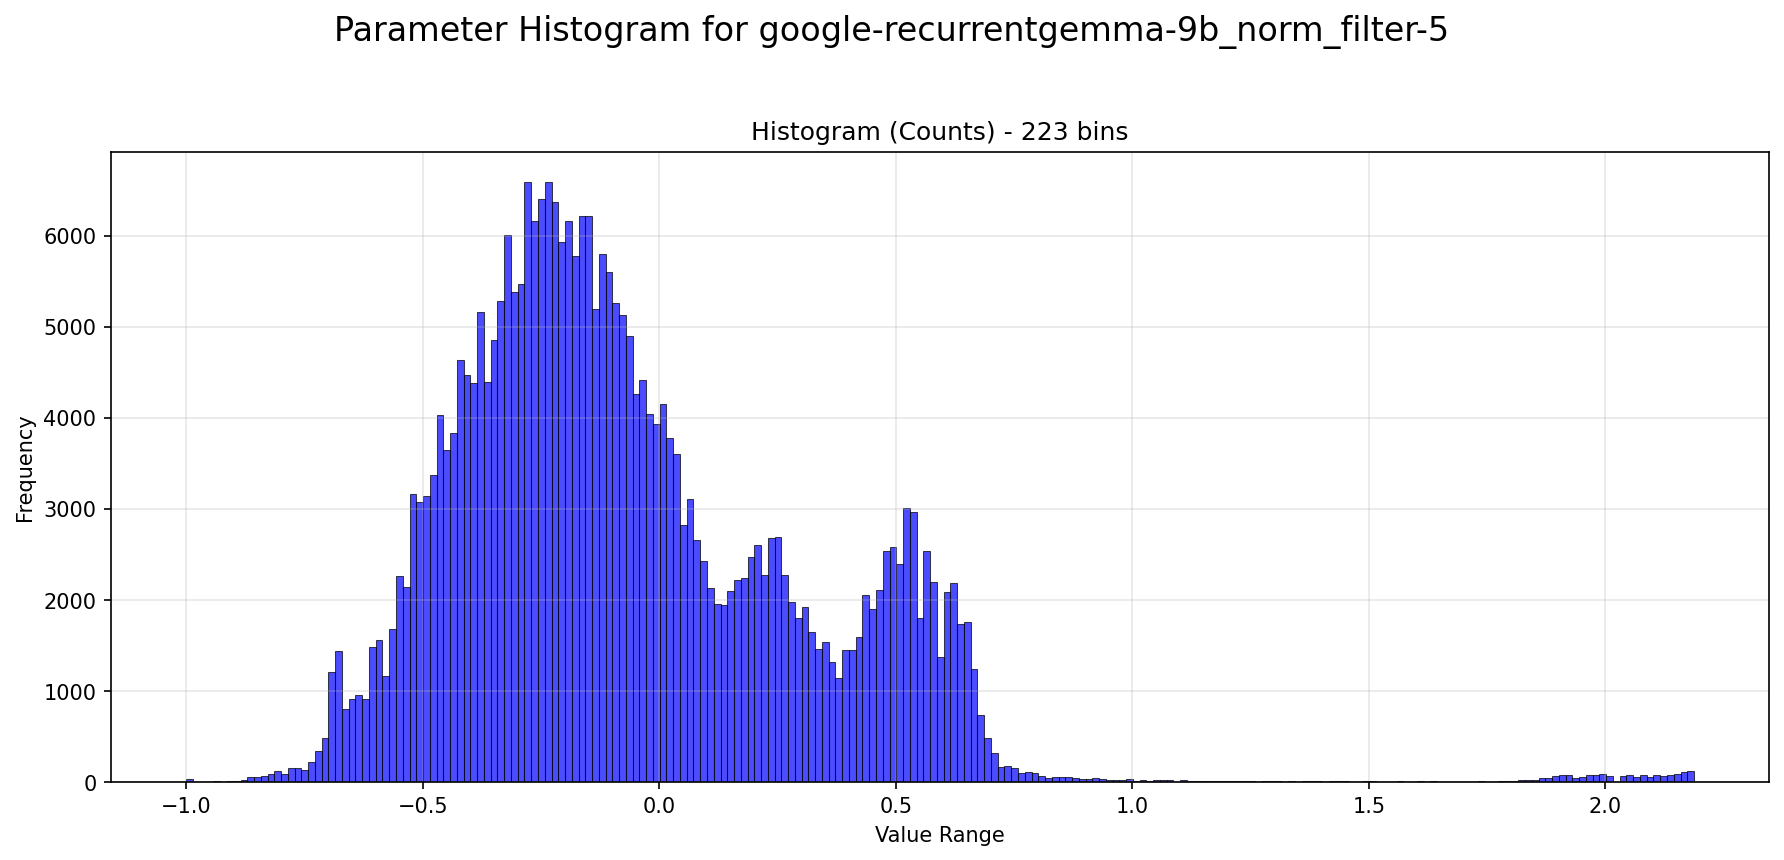 Parameter Histogram for google-recurrentgemma-9b_norm_filter-5
Histogram (Counts) - 223 bins
6000
5000
4000
3000
2000
1000
0
Frequency
−1.0 −0.5 0.0 0.5 1.0 1.5 2.0
Value Range